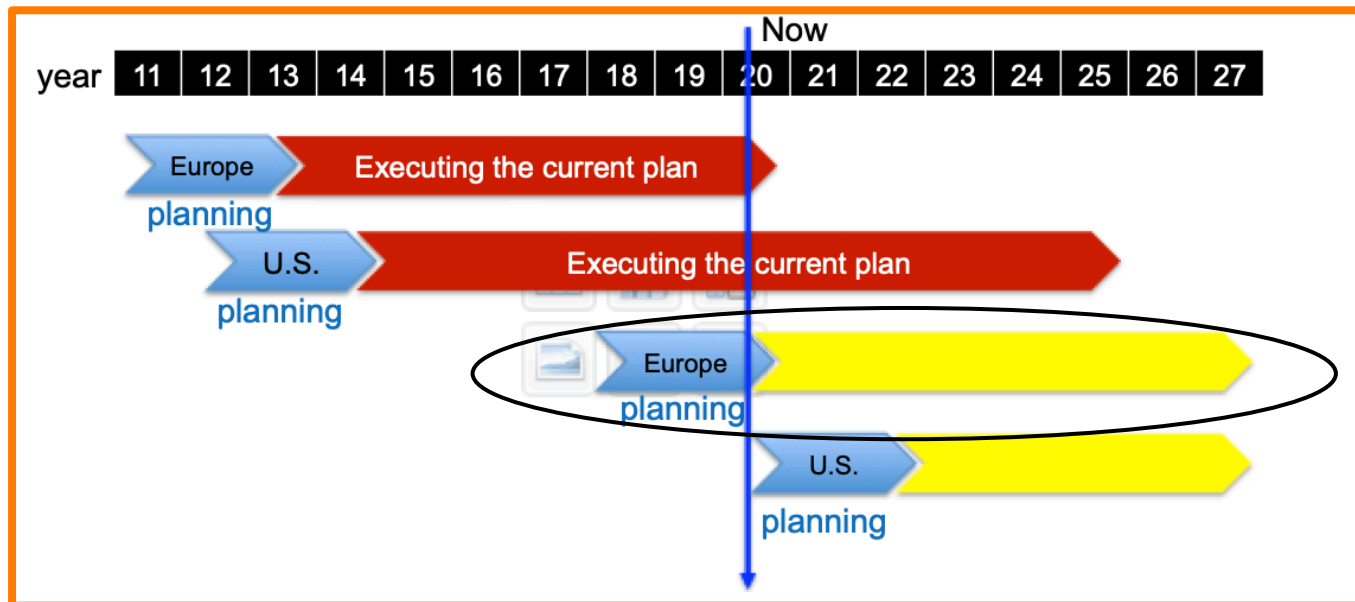 Now
year 11 12 13 14 15 16 17 18 19 20 21 22 23 24 25 26 27
Europe Executing the current plan
planning
U.S. Executing the current plan
planning
Europe
planning
U.S.
planning